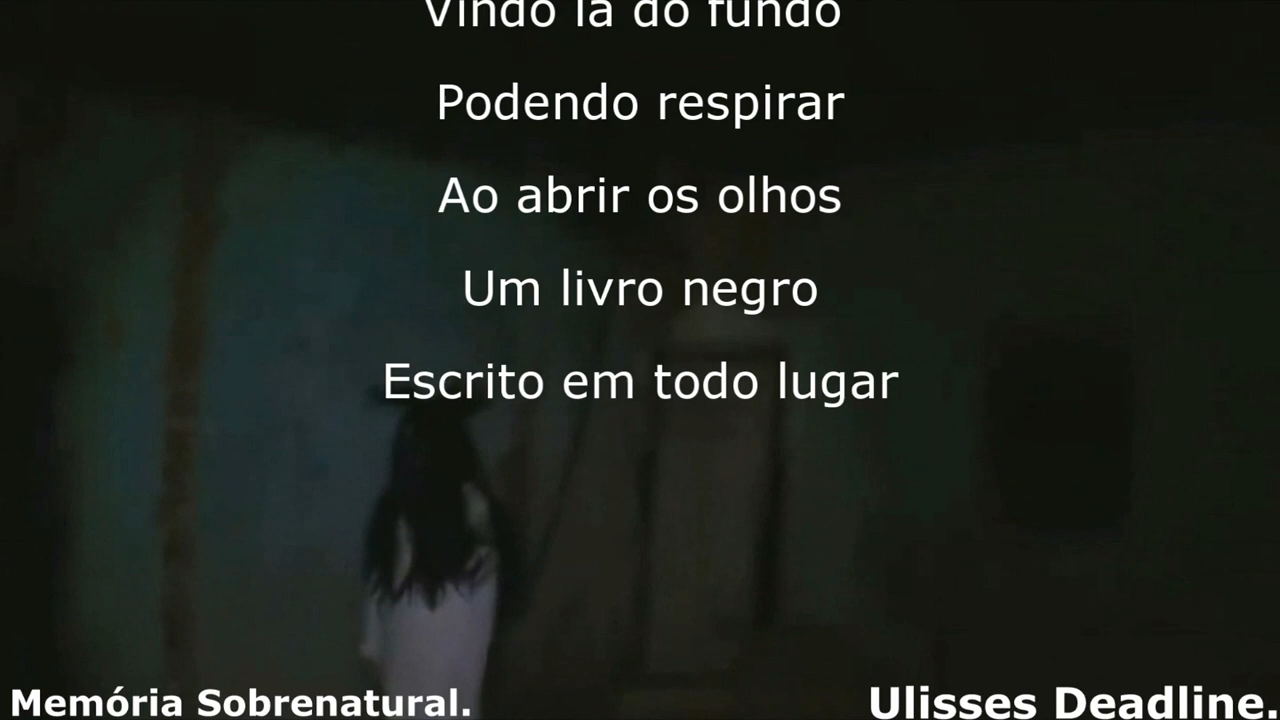 Vindo lá do fundo
Podendo respirar
Ao abrir os olhos
Um livro negro
Escrito em todo lugar
Memória Sobrenatural.
Ulisses Deadline.